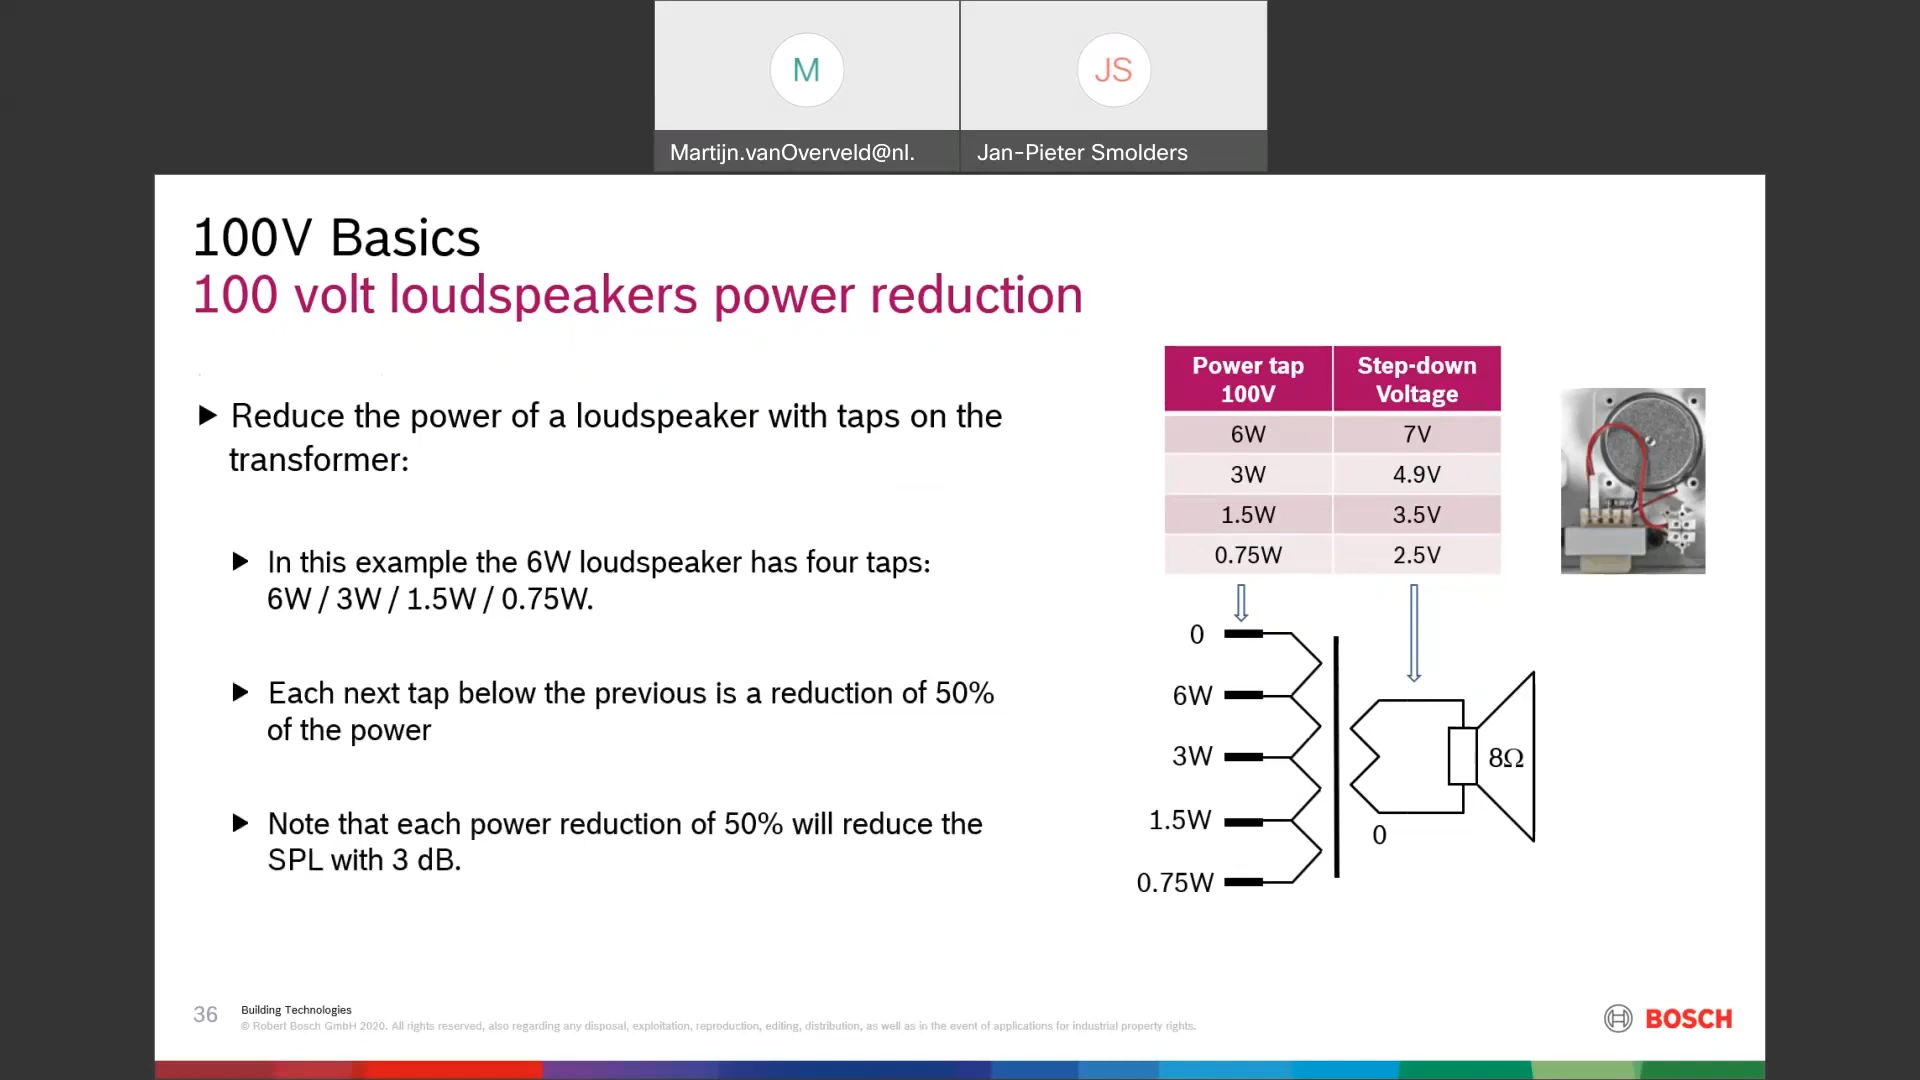 M
JS
Martijn.vanOverveld@nl.
Jan-Pieter Smolders
100V Basics
100 volt loudspeakers power reduction
▶ Reduce the power of a loudspeaker with taps on the
transformer:
▶ In this example the 6W loudspeaker has four taps:
6W / 3W / 1.5W / 0.75W.
▶ Each next tap below the previous is a reduction of 50%
of the power
▶ Note that each power reduction of 50% will reduce the
SPL with 3 dB.
Power tap 100V Step-down Voltage
6W 7V
3W 4.9V
1.5W 3.5V
0.75W 2.5V
0
6W
3W
1.5W
0.75W
8Ω
0
36
Building Technologies
© Robert Bosch GmbH 2020. All rights reserved, also regarding any disposal, exploitation, reproduction, editing, distribution, as well as in the event of applications for industrial property rights.
BOSCH